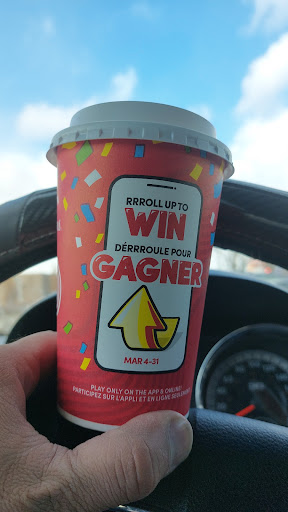 RRROLL UP TO
WIN
DÉRRROULE POUR
GAGNER
MAR 4-31
PLAY ONLY ON THE APP & ONLINE/
PARTICIPEZ SUR L'APPLI ET EN LIGNE SEULEMENT